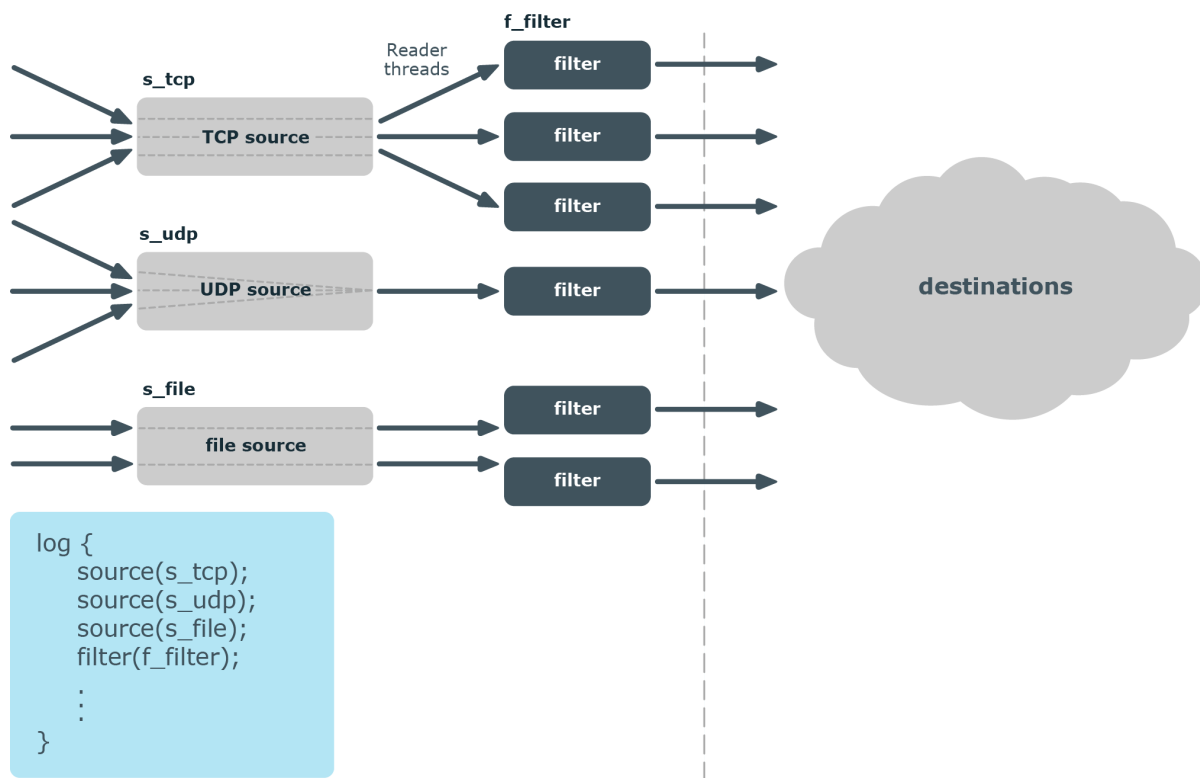 f_filter
Reader
threads
filter
s_tcp
TCP source
filter
filter
s_udp
UDP source
filter
destinations
s_file
file source
filter
filter
log {
source(s_tcp);
source(s_udp);
source(s_file);
filter(f_filter);
.
.
.
}